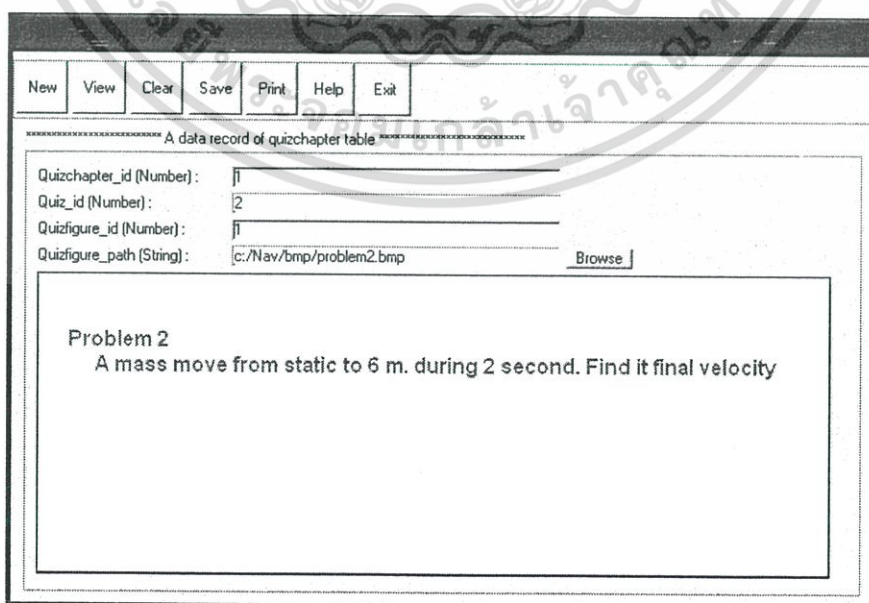 New View Clear Save Print Help Exit
************************** A data record of quizchapter table ****************************
Quizchapter_id (Number) : 1
Quiz_id (Number) : 2
Quizfigure_id (Number) : 1
Quizfigure_path (String) : c:/Nav/bmp/problem2.bmp Browse
Problem 2
A mass move from static to 6 m. during 2 second. Find it final velocity